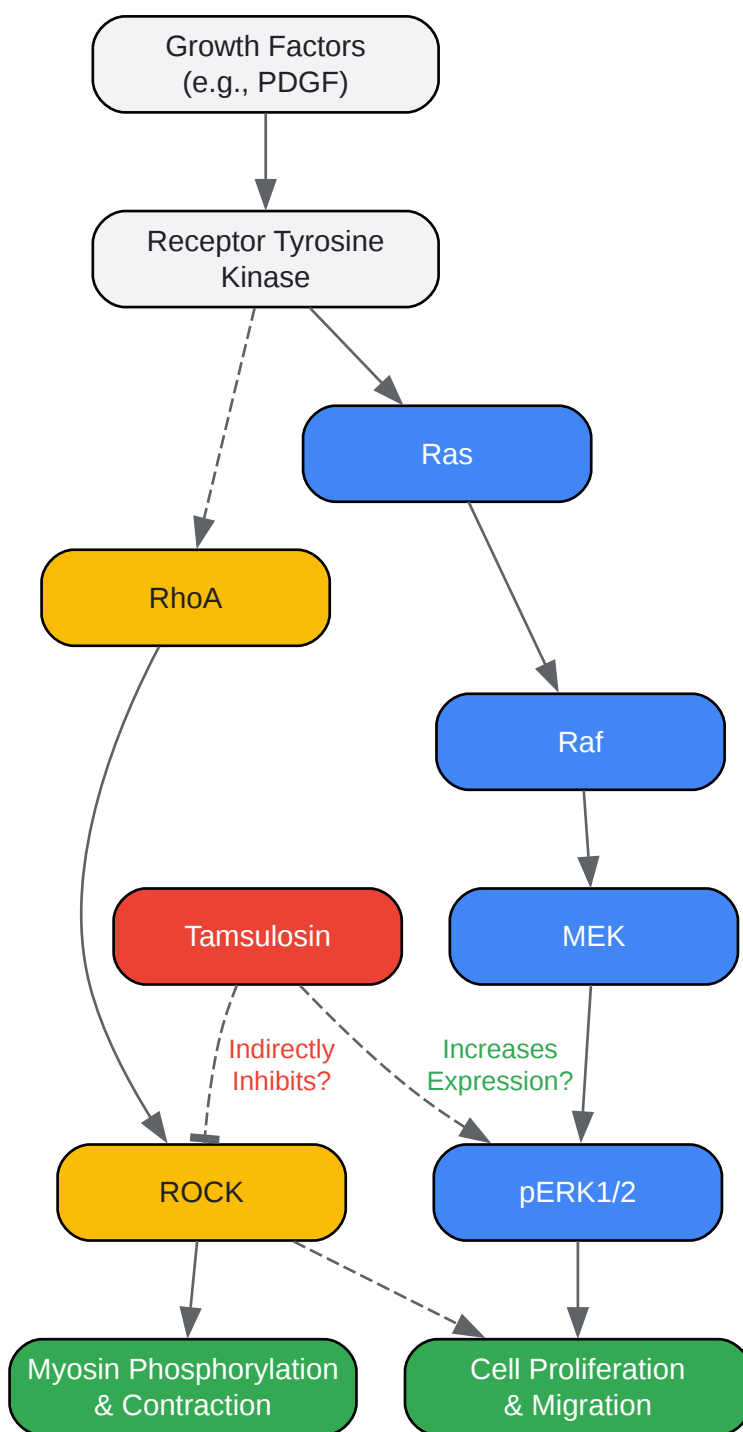 Growth Factors
(e.g., PDGF)
Receptor Tyrosine
Kinase
Ras
RhoA
Raf
Tamsulosin
MEK
Indirectly
Inhibits?
Increases
Expression?
ROCK
pERK1/2
Myosin Phosphorylation
& Contraction
Cell Proliferation
& Migration